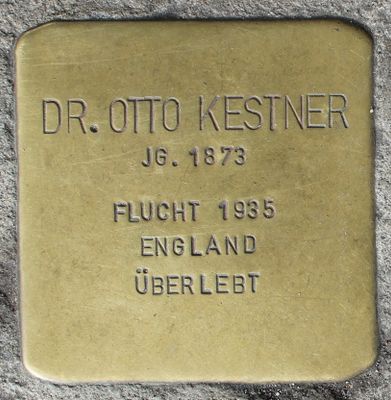 DR. OTTO KESTNER
JG. 1873
FLUCHT 1935
ENGLAND
ÜBERLEBT